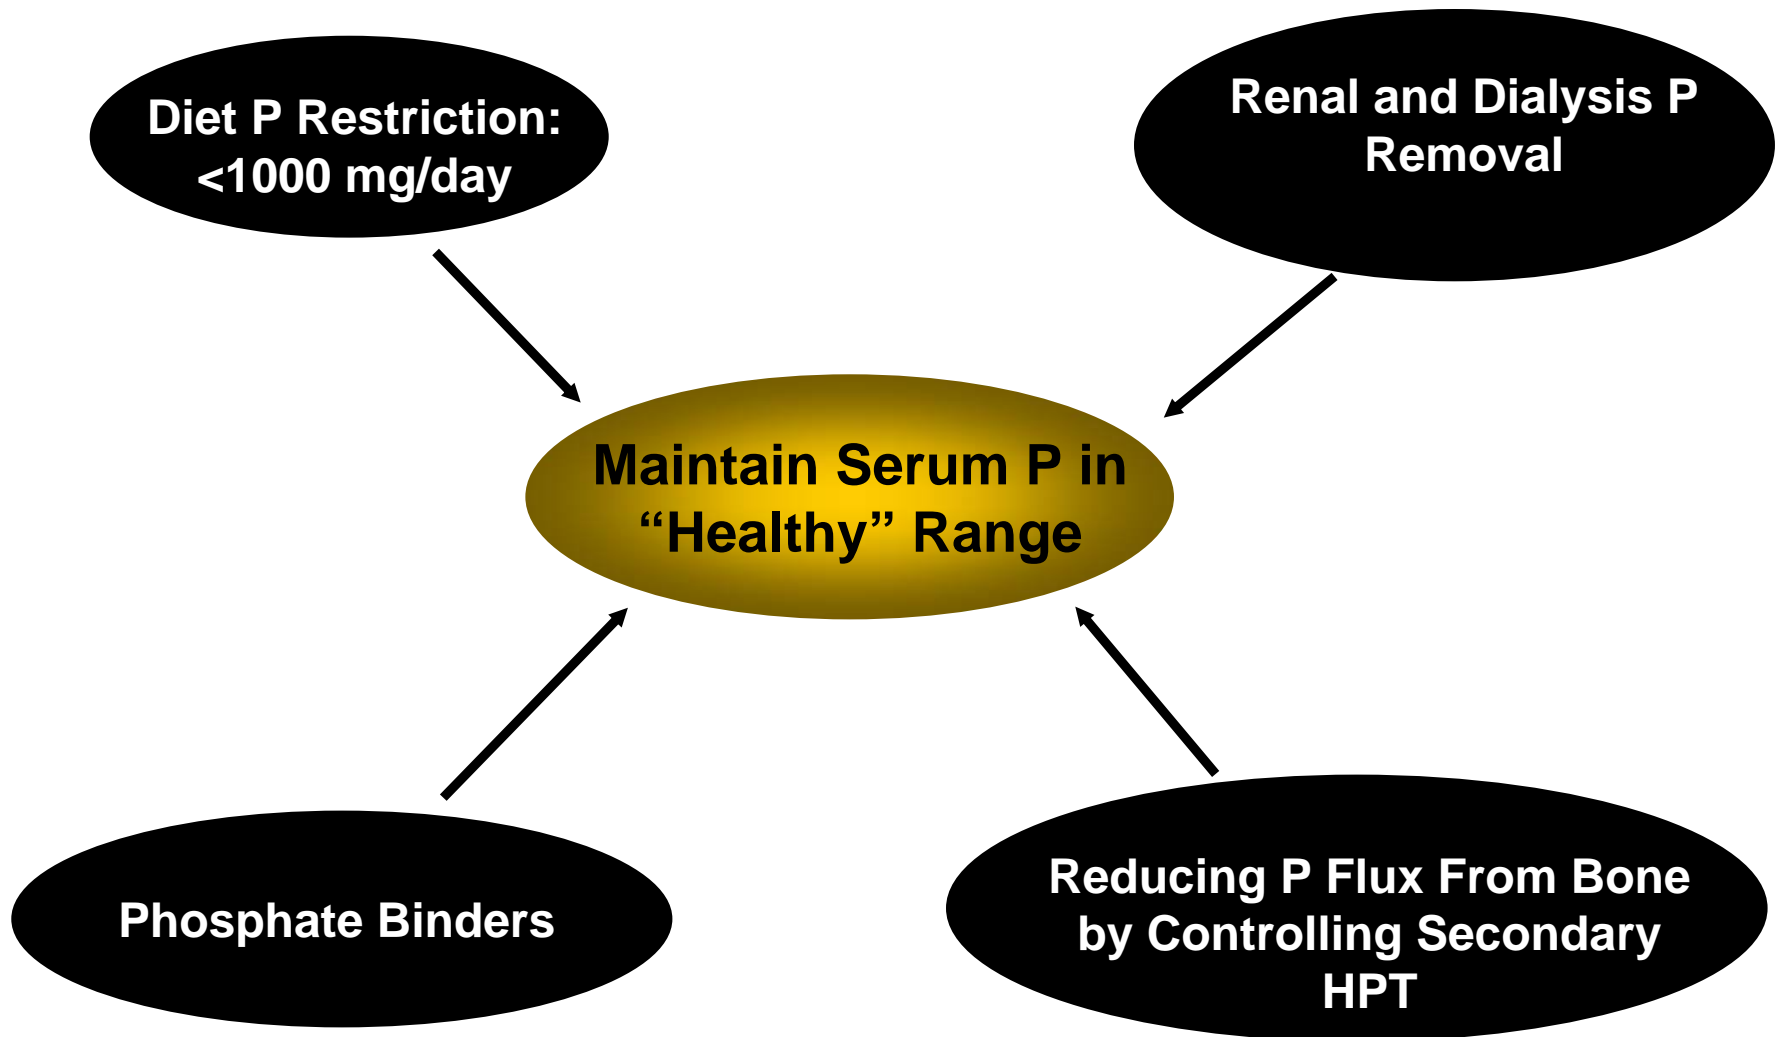 Diet P Restriction:
<1000 mg/day
Renal and Dialysis P
Removal
Maintain Serum P in
“Healthy” Range
Phosphate Binders
Reducing P Flux From Bone
by Controlling Secondary
HPT